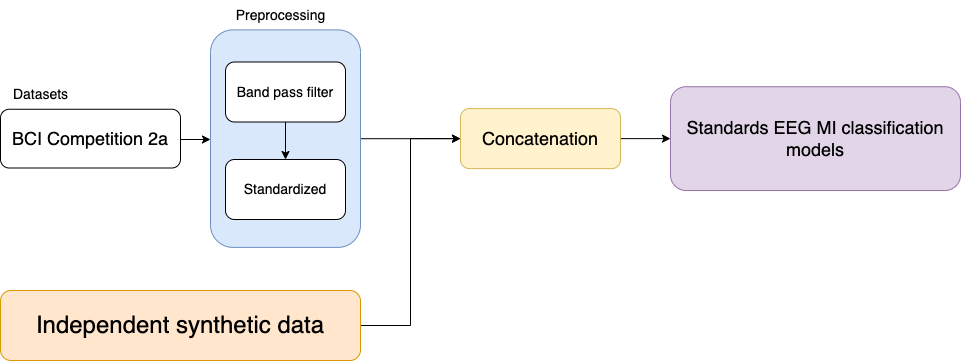 Preprocessing
Datasets
BCI Competition 2a
Band pass filter
Standardized
Concatenation
Standards EEG MI classification
models
Independent synthetic data